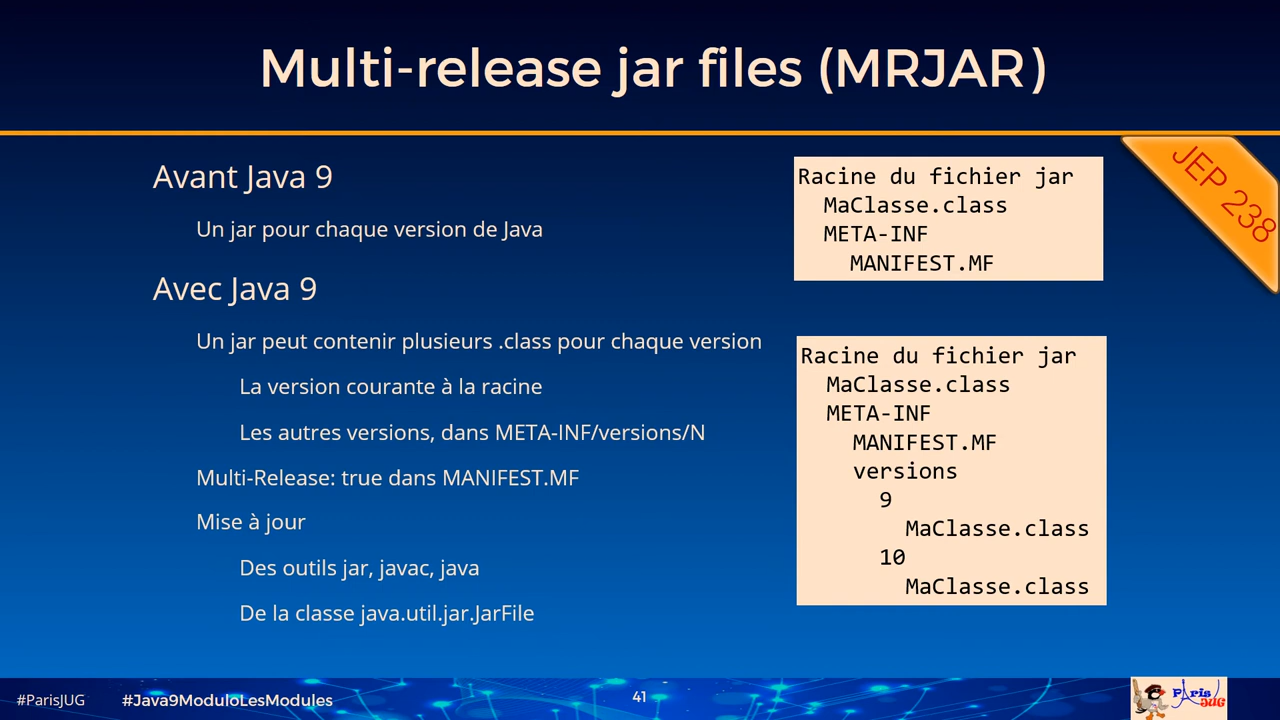 Multi-release jar files (MRJAR)
JEP 238
Avant Java 9
Un jar pour chaque version de Java
Avec Java 9
Un jar peut contenir plusieurs .class pour chaque version
La version courante à la racine
Les autres versions, dans META-INF/versions/N
Multi-Release: true dans MANIFEST.MF
Mise à jour
Des outils jar, javac, java
De la classe java.util.jar.JarFile
Racine du fichier jar
MaClasse.class
META-INF
MANIFEST.MF
Racine du fichier jar
MaClasse.class
META-INF
MANIFEST.MF
versions
9
MaClasse.class
10
MaClasse.class
#ParisJUG
#Java9ModuloLesModules
41
Paris
JUG